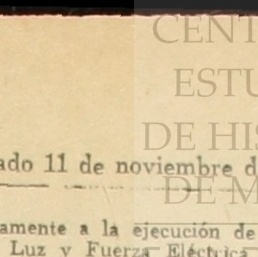 CENT
ESTU
DE HIS
DE M
ado 11 de noviembre d
amente a la ejecución de
Luz y Fuerza Eléctrica